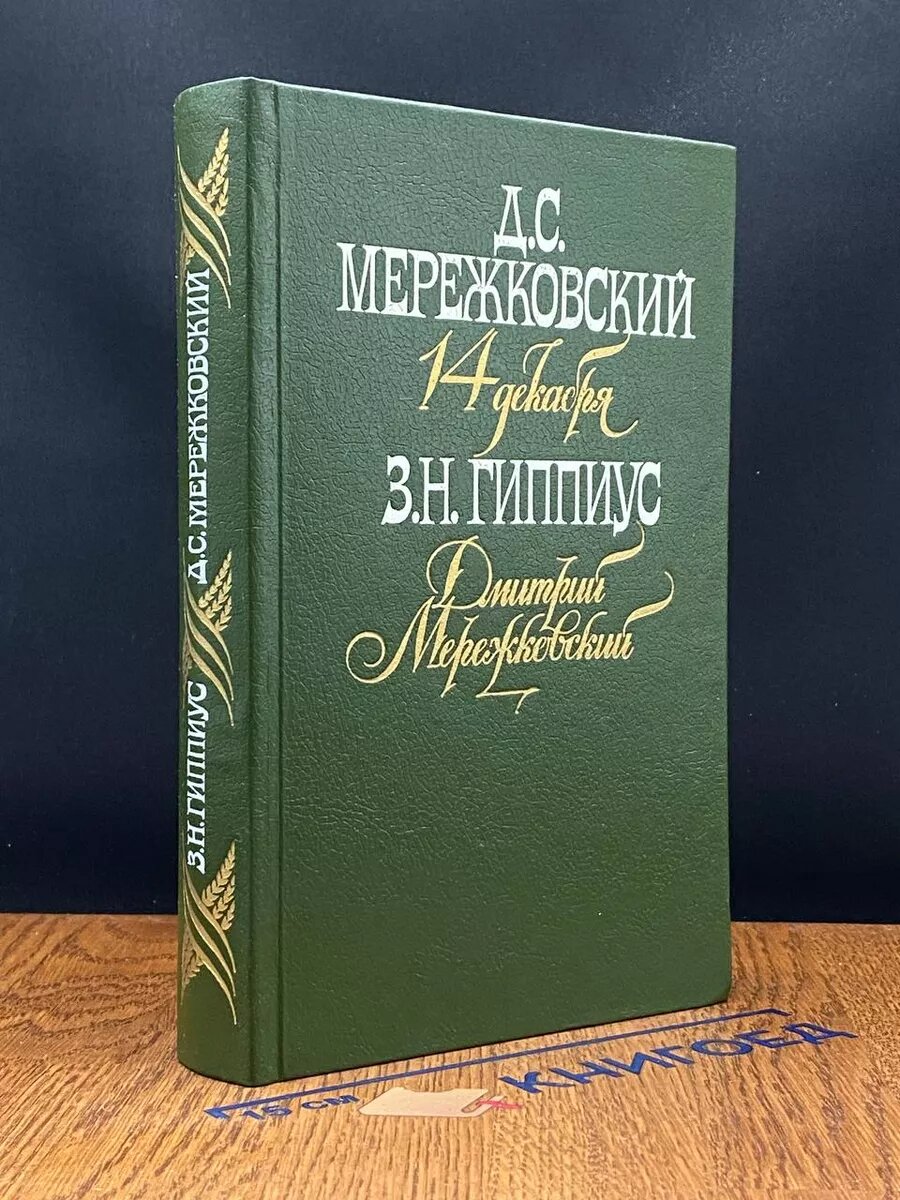 Д.С.
МЕРЕЖКОВСКИЙ
14 декабря
З.Н. ГИППИУС
Дмитрий
Мережковский
З.Н.ГИППИУС Д.С.МЕРЕЖКОВСКИЙ
15 см КНИГОЕД